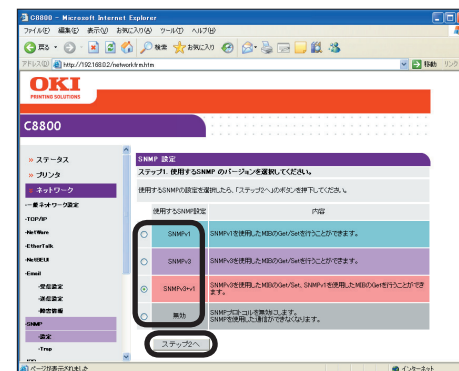 C8800 - Microsoft Internet Explorer
ファイル(F) 編集(E) 表示(V) お気に入り(A) ツール(T) ヘルプ(H)
戻る 検索 お気に入り
アドレス(D) http://192.168.0.2/networkfrm.htm 移動 リンク
OKI
PRINTING SOLUTIONS
C8800
» ステータス
» プリンタ
» ネットワーク
-一般ネットワーク設定
-TCP/IP
-NetWare
-EtherTalk
-NetBEUI
-Email
-受信設定
-送信設定
-障害情報
-SNMP
-設定
-Trap
SNMP 設定
ステップ1. 使用するSNMP のバージョンを選択してください。
使用するSNMPの設定を選択したら、「ステップ2へ」のボタンを押下してください。
使用するSNMP設定 内容
SNMPv1 SNMPv1を使用したMIBのGet/Setを行うことができます。
SNMPv3 SNMPv3を使用したMIBのGet/Setを行うことができます。
SNMPv3+v1 SNMPv3を使用したMIBのGet/Set、SNMPv1を使用したMIBのGetを行うことができます。
無効 SNMPプロトコルを無効にします。
SNMPを使用した通信ができなくなります。
ステップ2へ
ページが表示されました インターネット